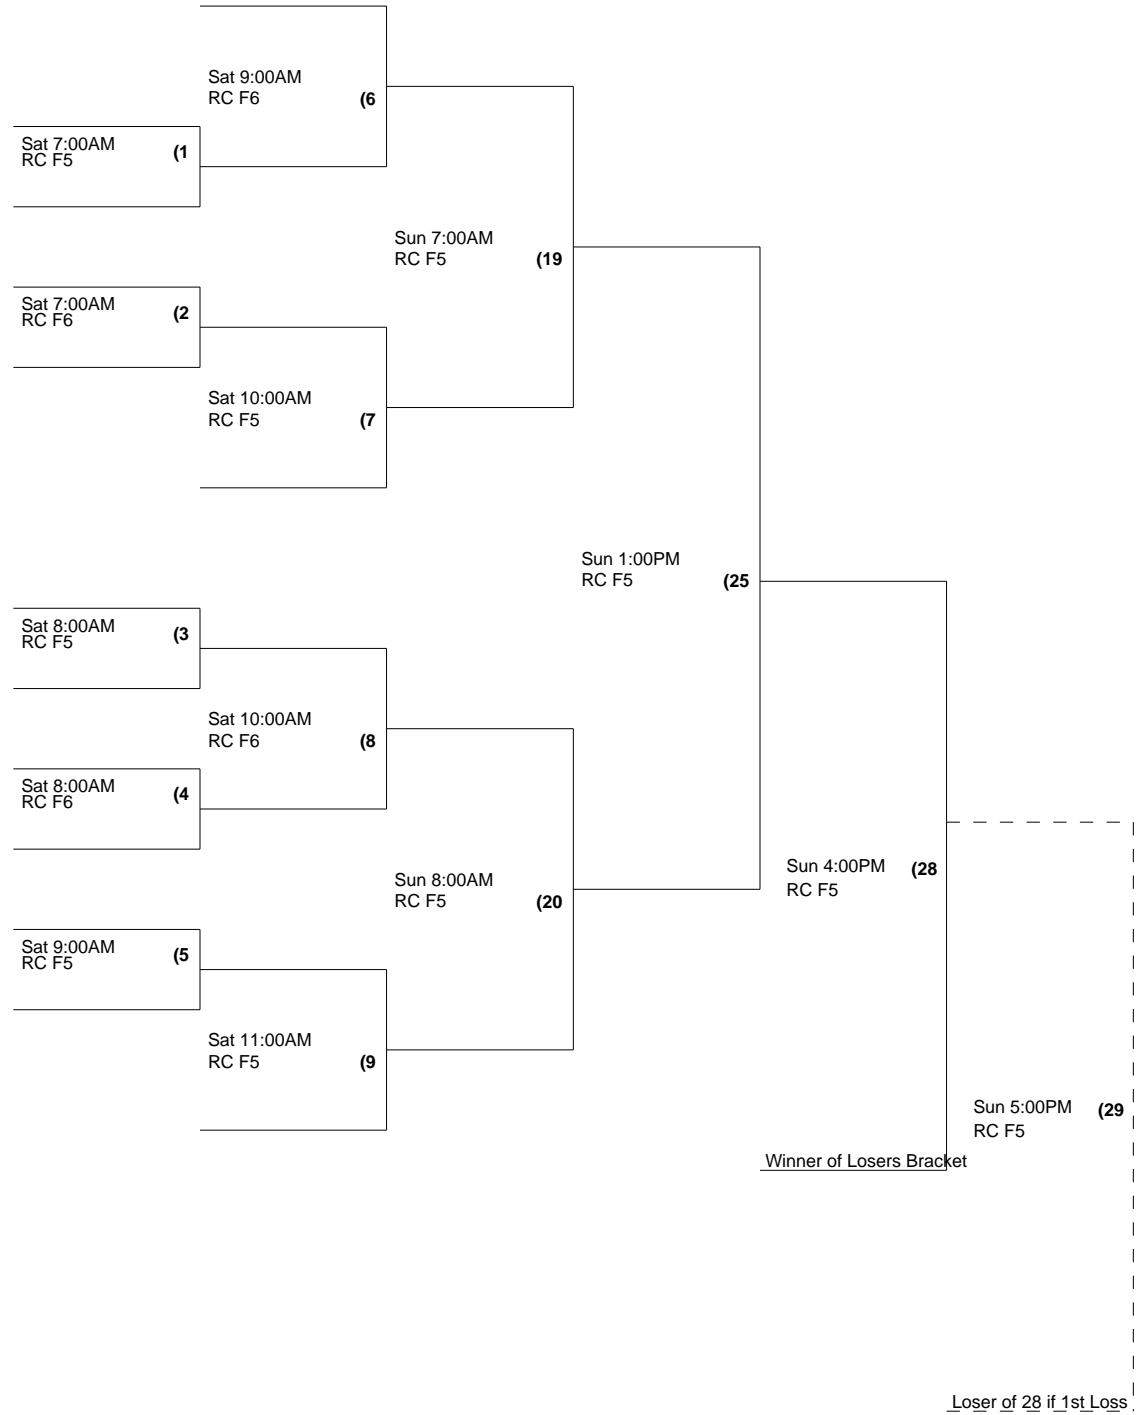 Sat 9:00AM
RC F6 (6
Sat 7:00AM
RC F5 (1
Sun 7:00AM
RC F5 (19
Sat 7:00AM
RC F6 (2
Sat 10:00AM
RC F5 (7
Sun 1:00PM
RC F5 (25
Sat 8:00AM
RC F5 (3
Sat 10:00AM
RC F6 (8
Sat 8:00AM
RC F6 (4
Sun 8:00AM
RC F5 (20
Sun 4:00PM
RC F5 (28
Sat 9:00AM
RC F5 (5
Sat 11:00AM
RC F5 (9
Sun 5:00PM
RC F5 (29
Winner of Losers Bracket
Loser of 28 if 1st Loss